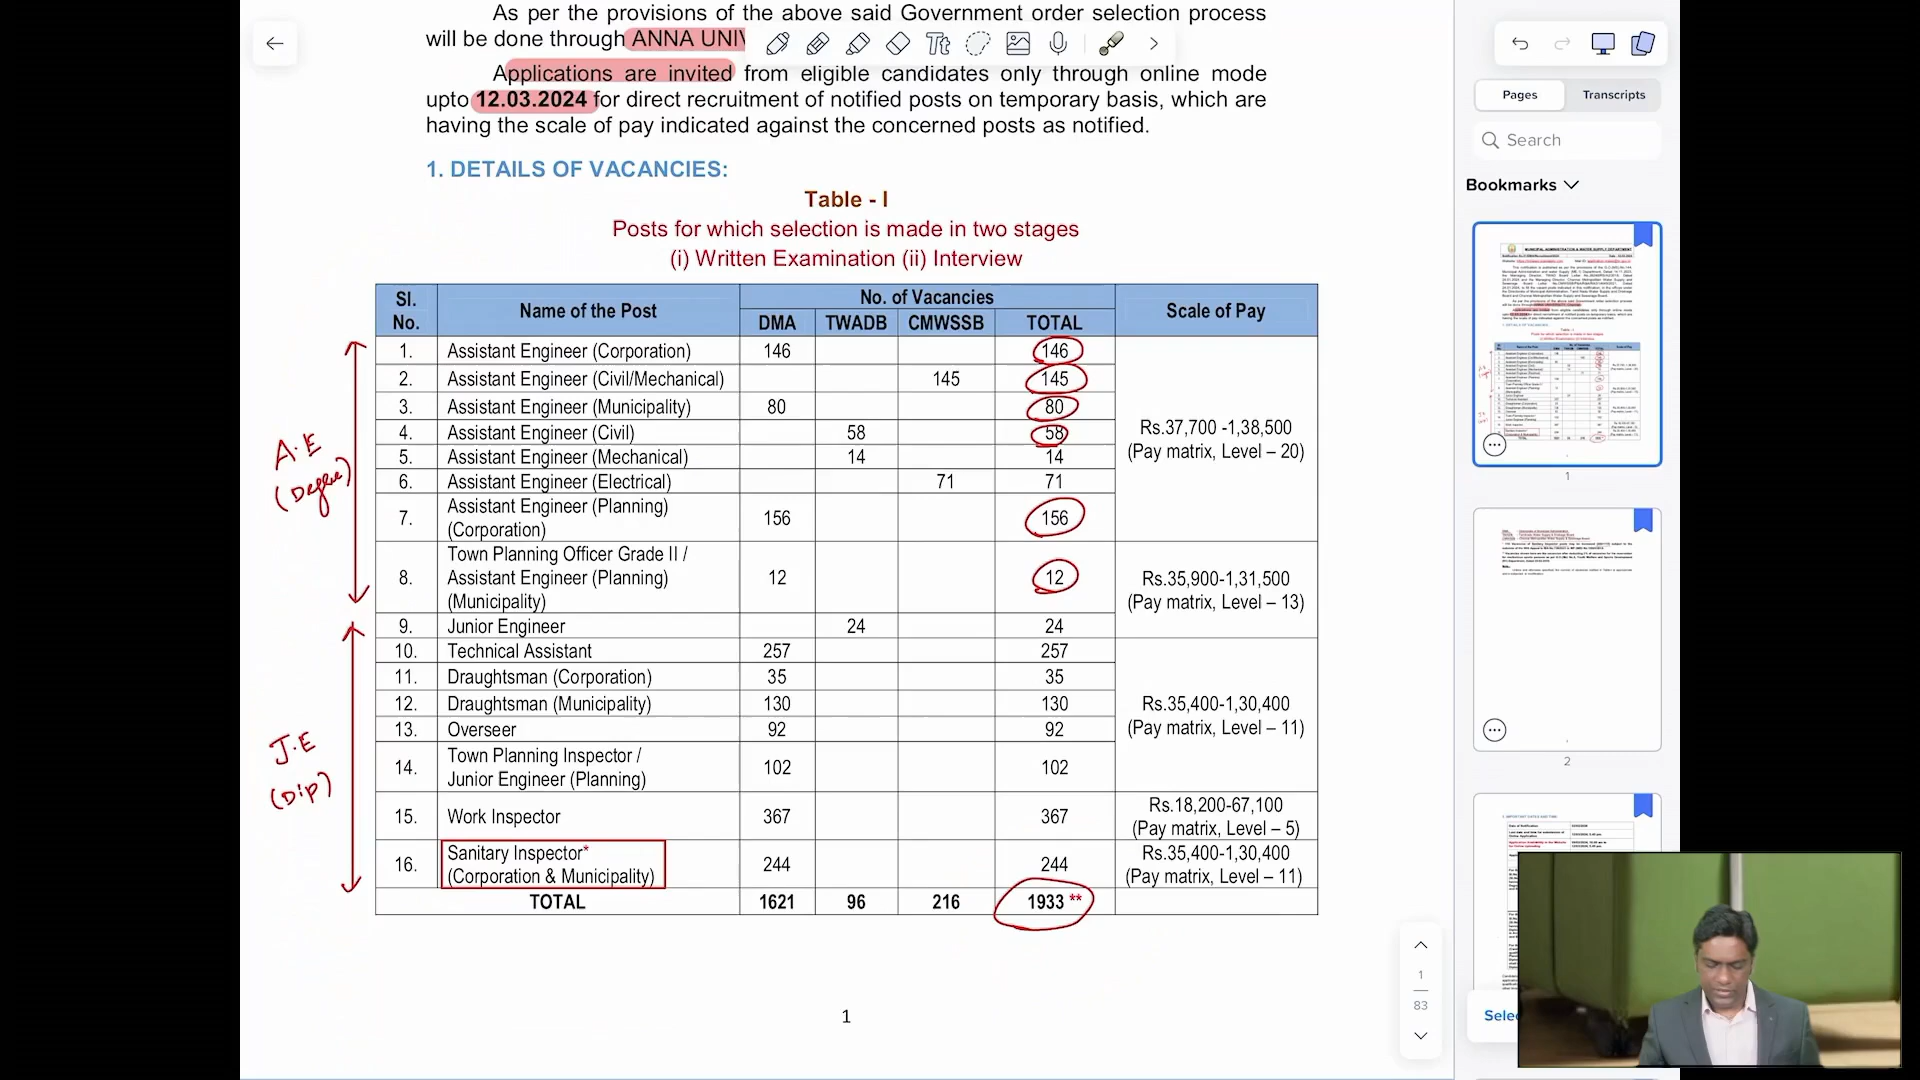 As per the provisions of the above said Government order selection process
will be done through ANNA UNIV
Tt
Applications are invited from eligible candidates only through online mode
upto 12.03.2024 for direct recruitment of notified posts on temporary basis, which are
having the scale of pay indicated against the concerned posts as notified.
1. DETAILS OF VACANCIES:
Table - I
Posts for which selection is made in two stages
(i) Written Examination (ii) Interview
Sl. No. Name of the Post No. of Vacancies Scale of Pay
DMA TWADB CMWSSB TOTAL
1. Assistant Engineer (Corporation) 146 146
2. Assistant Engineer (Civil/Mechanical) 145 145
3. Assistant Engineer (Municipality) 80 80
4. Assistant Engineer (Civil) 58 58
5. Assistant Engineer (Mechanical) 14 14
6. Assistant Engineer (Electrical) 71 71
7. Assistant Engineer (Planning) (Corporation) 156 156
Rs.37,700 -1,38,500
(Pay matrix, Level – 20)
8. Town Planning Officer Grade II / Assistant Engineer (Planning) (Municipality) 12 12
9. Junior Engineer 24 24
Rs.35,900-1,31,500
(Pay matrix, Level – 13)
10. Technical Assistant 257 257
11. Draughtsman (Corporation) 35 35
12. Draughtsman (Municipality) 130 130
13. Overseer 92 92
14. Town Planning Inspector / Junior Engineer (Planning) 102 102
Rs.35,400-1,30,400
(Pay matrix, Level – 11)
15. Work Inspector 367 367 Rs.18,200-67,100
(Pay matrix, Level – 5)
16. Sanitary Inspector* (Corporation & Municipality) 244 244 Rs.35,400-1,30,400
(Pay matrix, Level – 11)
TOTAL 1621 96 216 1933 **
A.E
(Degree)
J.E
(Dip)
1
1
83
Pages
Transcripts
Search
Bookmarks
1
2
Selec